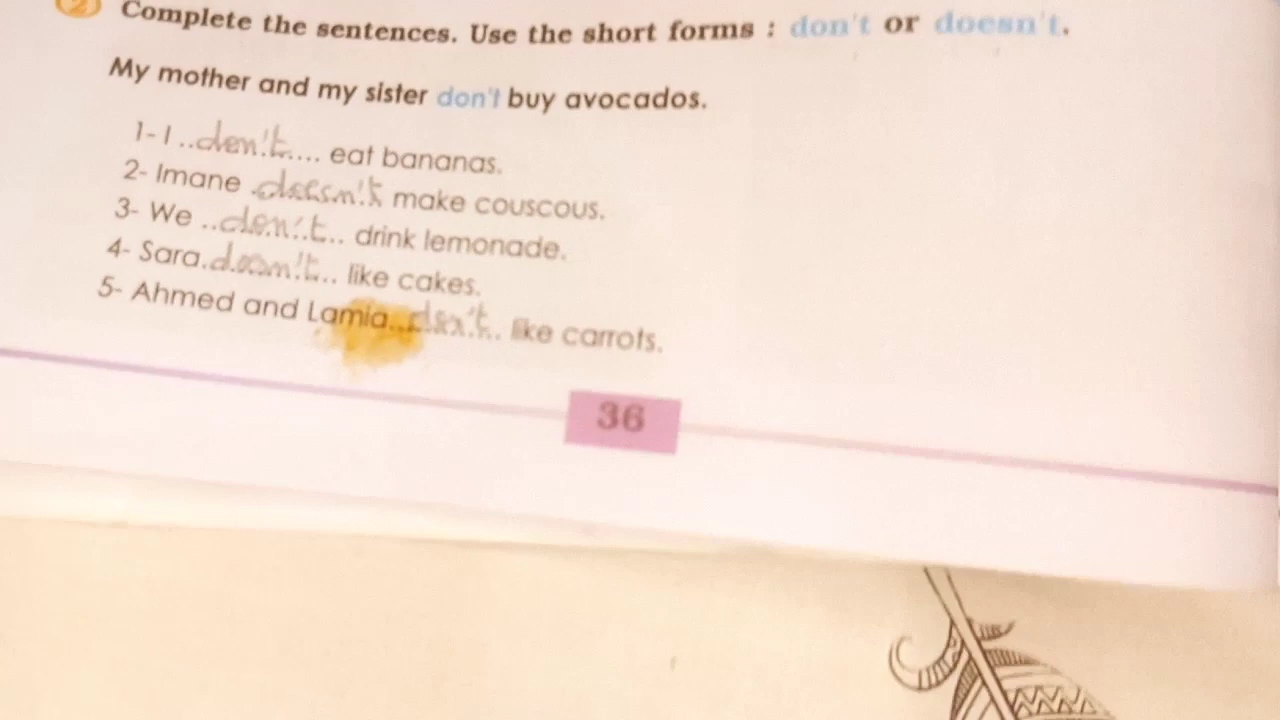 2 Complete the sentences. Use the short forms : don't or doesn't.
My mother and my sister don't buy avocados.
1- I ..don't.... eat bananas.
2- Imane .doesn't make couscous.
3- We ..don't.. drink lemonade.
4- Sara.doesn't.. like cakes.
5- Ahmed and Lamia..don't.. like carrots.
36